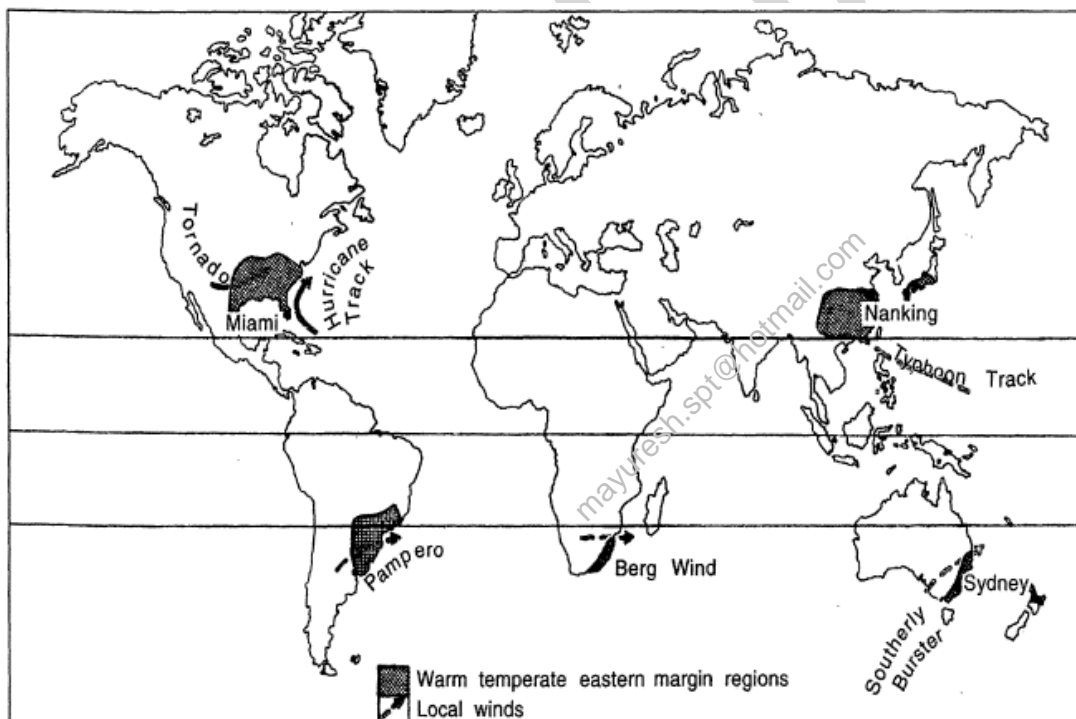 Tornado
Hurricane
Track
Miami
Nanking
Typhoon Track
mayuresh.spt@hotmail.com
Pampero
Berg Wind
Sydney
Southerly
Burster
Warm temperate eastern margin regions
Local winds